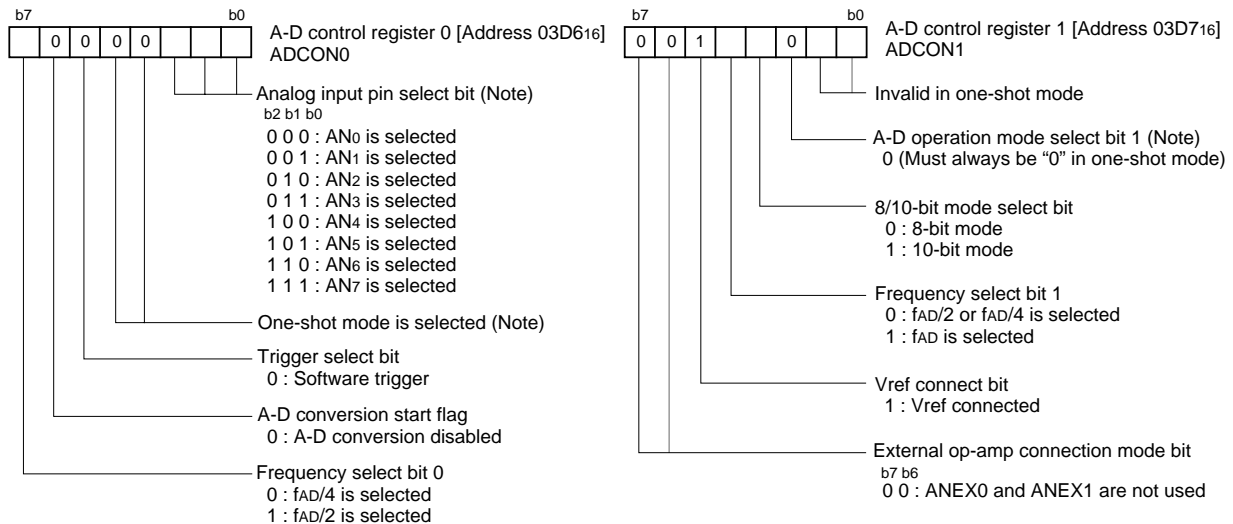 b7 b0
0 0 0 0
A-D control register 0 [Address 03D616]
ADCON0
Analog input pin select bit (Note)
b2 b1 b0
0 0 0 : AN0 is selected
0 0 1 : AN1 is selected
0 1 0 : AN2 is selected
0 1 1 : AN3 is selected
1 0 0 : AN4 is selected
1 0 1 : AN5 is selected
1 1 0 : AN6 is selected
1 1 1 : AN7 is selected
One-shot mode is selected (Note)
Trigger select bit
0 : Software trigger
A-D conversion start flag
0 : A-D conversion disabled
Frequency select bit 0
0 : fAD/4 is selected
1 : fAD/2 is selected
b7 b0
0 0 1 0
A-D control register 1 [Address 03D716]
ADCON1
Invalid in one-shot mode
A-D operation mode select bit 1 (Note)
0 (Must always be “0” in one-shot mode)
8/10-bit mode select bit
0 : 8-bit mode
1 : 10-bit mode
Frequency select bit 1
0 : fAD/2 or fAD/4 is selected
1 : fAD is selected
Vref connect bit
1 : Vref connected
External op-amp connection mode bit
b7 b6
0 0 : ANEX0 and ANEX1 are not used